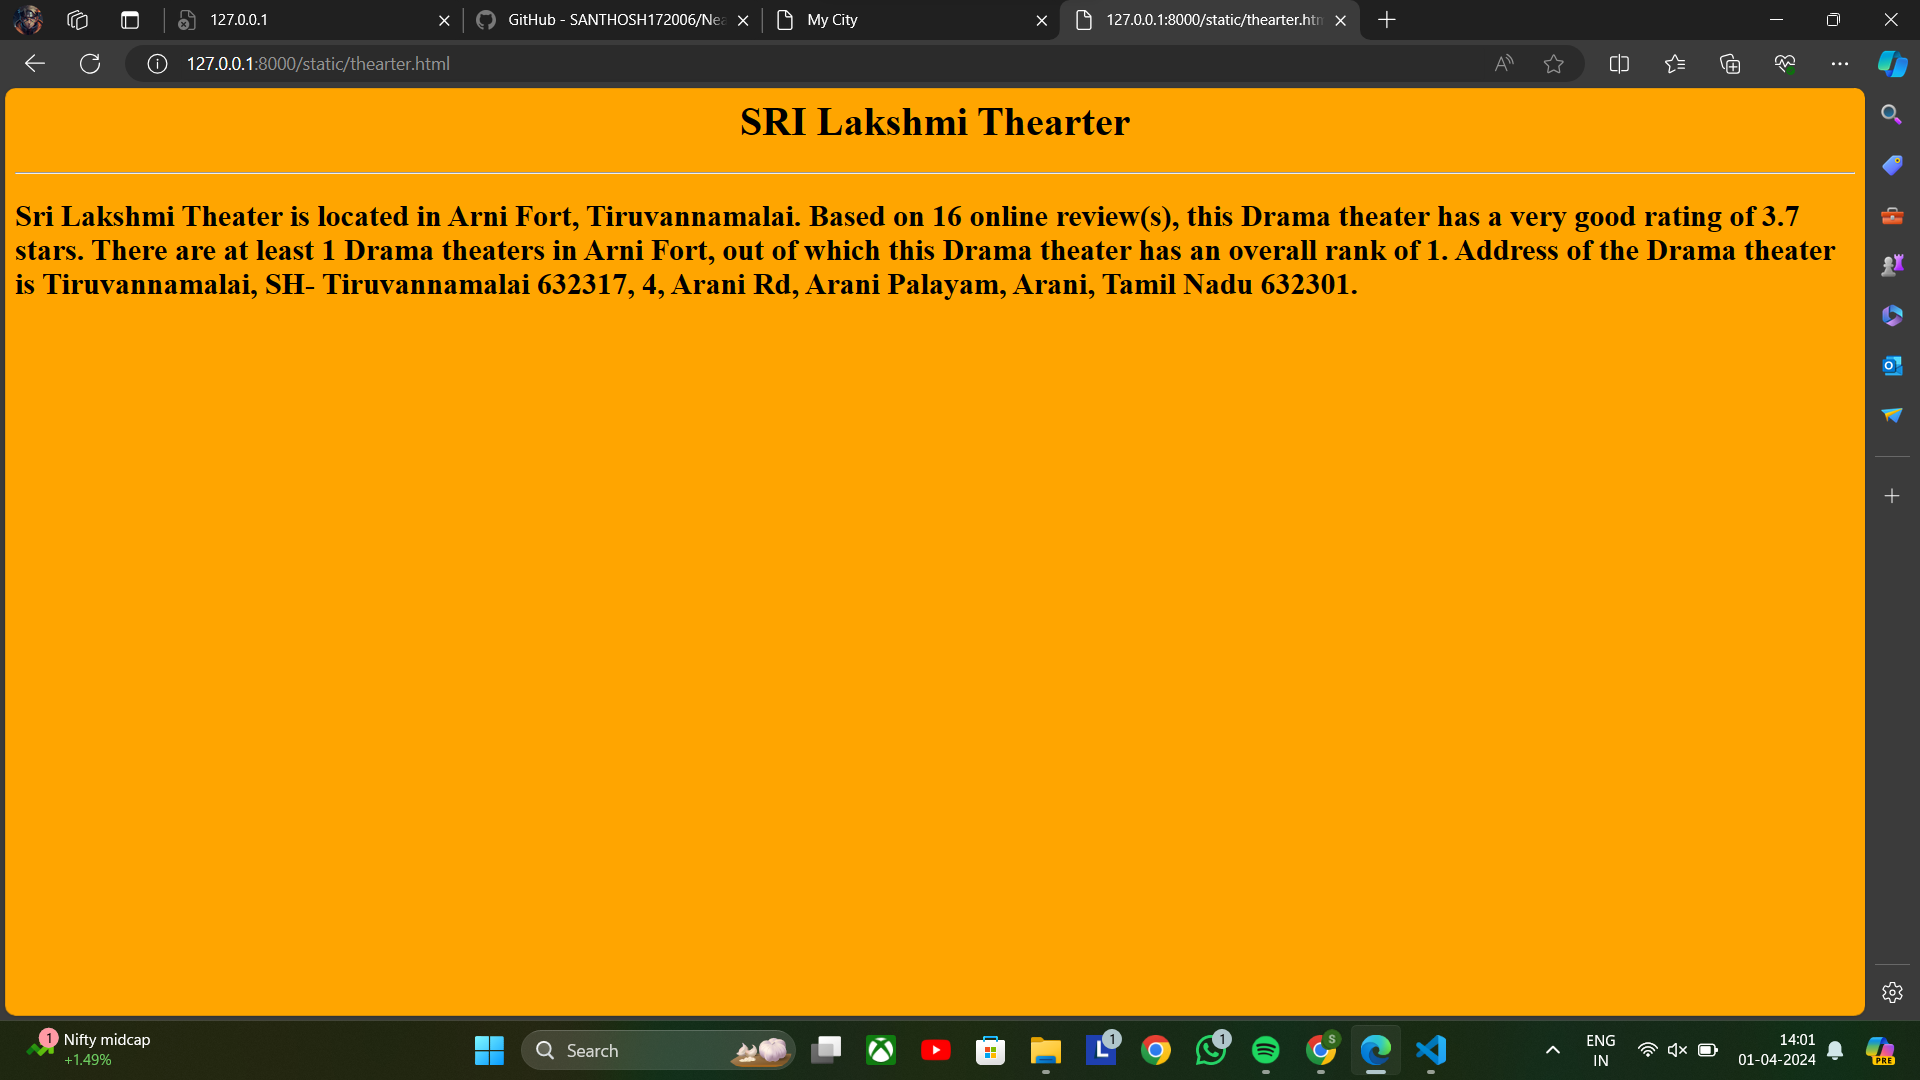 127.0.0.1
GitHub - SANTHOSH172006/Nea
My City
127.0.0.1:8000/static/thearter.htm
127.0.0.1:8000/static/thearter.html
SRI Lakshmi Thearter
Sri Lakshmi Theater is located in Arni Fort, Tiruvannamalai. Based on 16 online review(s), this Drama theater has a very good rating of 3.7
stars. There are at least 1 Drama theaters in Arni Fort, out of which this Drama theater has an overall rank of 1. Address of the Drama theater
is Tiruvannamalai, SH- Tiruvannamalai 632317, 4, Arani Rd, Arani Palayam, Arani, Tamil Nadu 632301.
1
Nifty midcap
+1.49%
Search
L
1
1
S
ENG
IN
14:01
01-04-2024
PRE